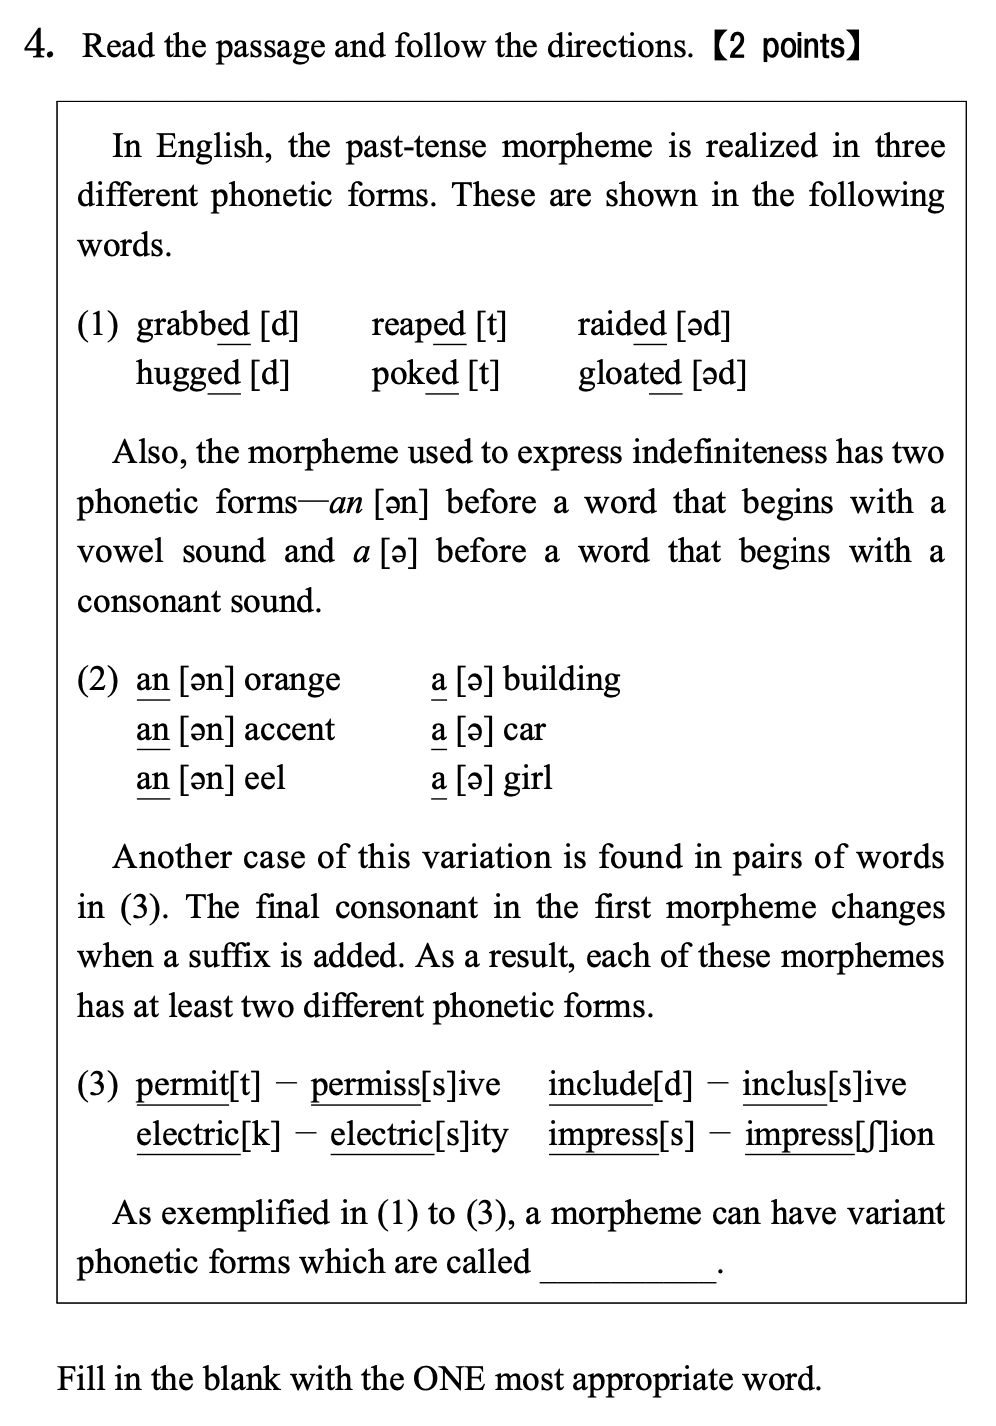 4. Read the passage and follow the directions. 【2 points】
In English, the past-tense morpheme is realized in three
different phonetic forms. These are shown in the following
words.
(1) grabbed [d] reaped [t] raided [əd]
hugged [d] poked [t] gloated [əd]
Also, the morpheme used to express indefiniteness has two
phonetic forms—an [ən] before a word that begins with a
vowel sound and a [ə] before a word that begins with a
consonant sound.
(2) an [ən] orange a [ə] building
an [ən] accent a [ə] car
an [ən] eel a [ə] girl
Another case of this variation is found in pairs of words
in (3). The final consonant in the first morpheme changes
when a suffix is added. As a result, each of these morphemes
has at least two different phonetic forms.
(3) permit[t] − permiss[s]ive include[d] − inclus[s]ive
electric[k] − electric[s]ity impress[s] − impress[ʃ]ion
As exemplified in (1) to (3), a morpheme can have variant
phonetic forms which are called __________.
Fill in the blank with the ONE most appropriate word.